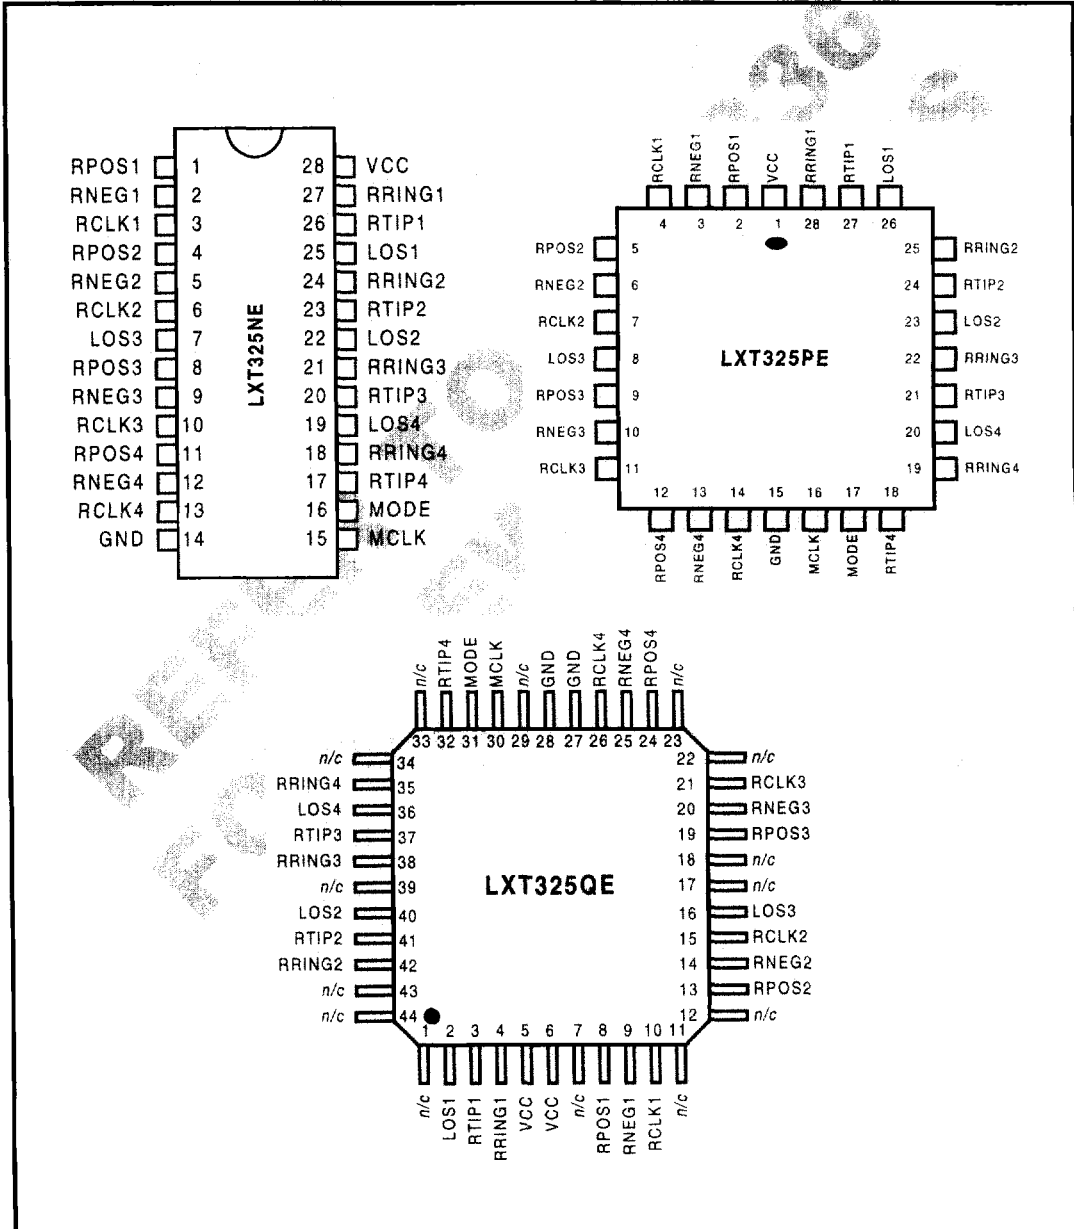 RPOS1 1 28 VCC
RNEG1 2 27 RRING1
RCLK1 3 26 RTIP1
RPOS2 4 25 LOS1
RNEG2 5 24 RRING2
RCLK2 6 23 RTIP2
LOS3 7 22 LOS2
RPOS3 8 21 RRING3
RNEG3 9 20 RTIP3
RCLK3 10 19 LOS4
RPOS4 11 18 RRING4
RNEG4 12 17 RTIP4
RCLK4 13 16 MODE
GND 14 15 MCLK
LXT325NE
RCLK1 RNEG1 RPOS1 VCC RRING1 RTIP1 LOS1
4 3 2 1 28 27 26
RPOS2 5 25 RRING2
RNEG2 6 24 RTIP2
RCLK2 7 23 LOS2
LOS3 8 LXT325PE 22 RRING3
RPOS3 9 21 RTIP3
RNEG3 10 20 LOS4
RCLK3 11 19 RRING4
12 13 14 15 16 17 18
RPOS4 RNEG4 RCLK4 GND MCLK MODE RTIP4
n/c RTIP4 MODE MCLK n/c GND GND RCLK4 RNEG4 RPOS4 n/c
33 32 31 30 29 28 27 26 25 24 23
n/c 34 22 n/c
RRING4 35 21 RCLK3
LOS4 36 20 RNEG3
RTIP3 37 19 RPOS3
RRING3 38 18 n/c
n/c 39 LXT325QE 17 n/c
LOS2 40 16 LOS3
RTIP2 41 15 RCLK2
RRING2 42 14 RNEG2
n/c 43 13 RPOS2
n/c 44 12 n/c
1 2 3 4 5 6 7 8 9 10 11
n/c LOS1 RTIP1 RRING1 VCC VCC n/c RPOS1 RNEG1 RCLK1 n/c